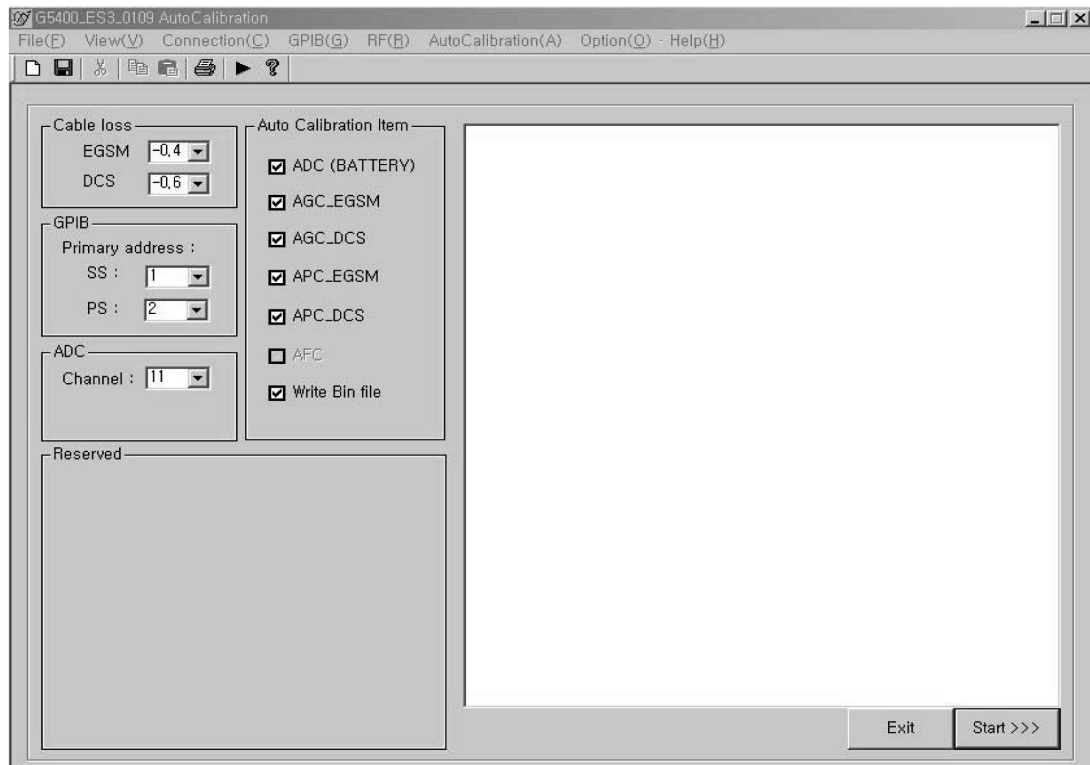 G5400_ES3_0109 AutoCalibration
File(F) View(V) Connection(C) GPIB(G) RF(R) AutoCalibration(A) Option(O) - Help(H)
Cable loss
EGSM -0,4
DCS -0,6
GPIB
Primary address :
SS : 1
PS : 2
ADC
Channel : 11
Auto Calibration Item
ADC (BATTERY)
AGC_EGSM
AGC_DCS
APC_EGSM
APC_DCS
AFC
Write Bin file
Reserved
Exit Start >>>